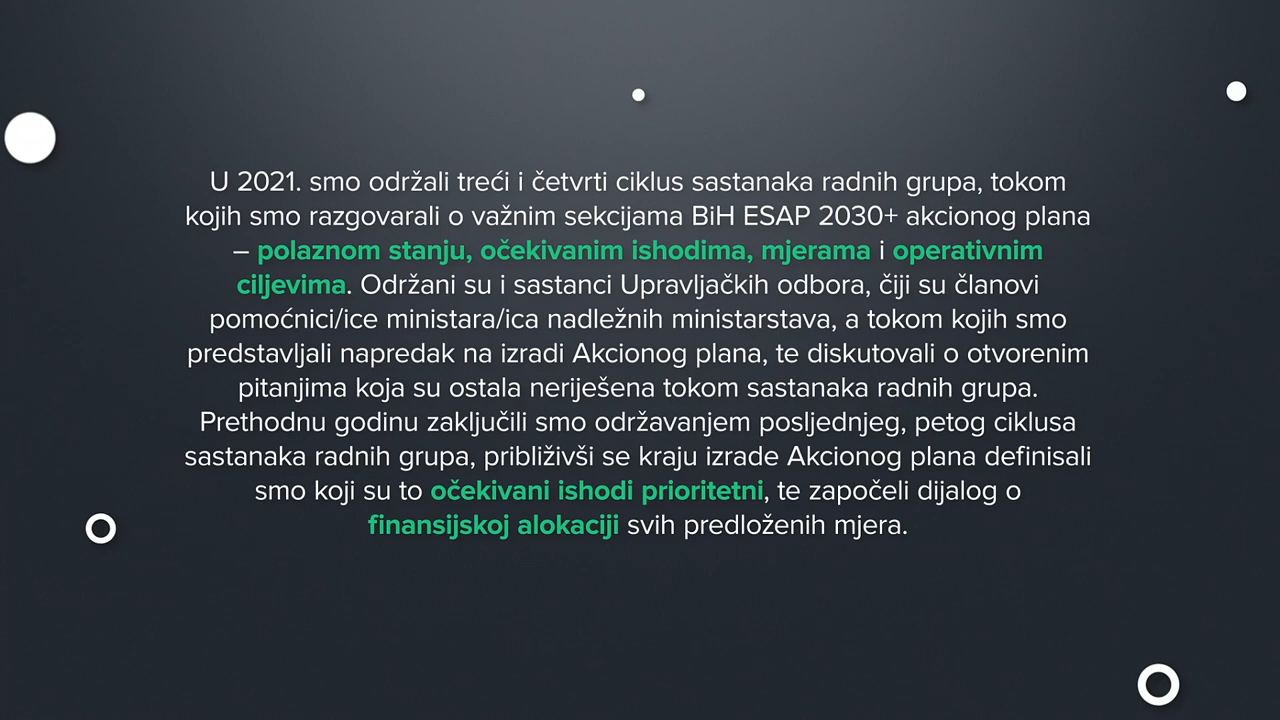 U 2021. smo održali treći i četvrti ciklus sastanaka radnih grupa, tokom
kojih smo razgovarali o važnim sekcijama BiH ESAP 2030+ akcionog plana
– polaznom stanju, očekivanim ishodima, mjerama i operativnim
ciljevima. Održani su i sastanci Upravljačkih odbora, čiji su članovi
pomoćnici/ice ministara/ica nadležnih ministarstava, a tokom kojih smo
predstavljali napredak na izradi Akcionog plana, te diskutovali o otvorenim
pitanjima koja su ostala neriješena tokom sastanaka radnih grupa.
Prethodnu godinu zaključili smo održavanjem posljednjeg, petog ciklusa
sastanaka radnih grupa, približivši se kraju izrade Akcionog plana definisali
smo koji su to očekivani ishodi prioritetni, te započeli dijalog o
finansijskoj alokaciji svih predloženih mjera.